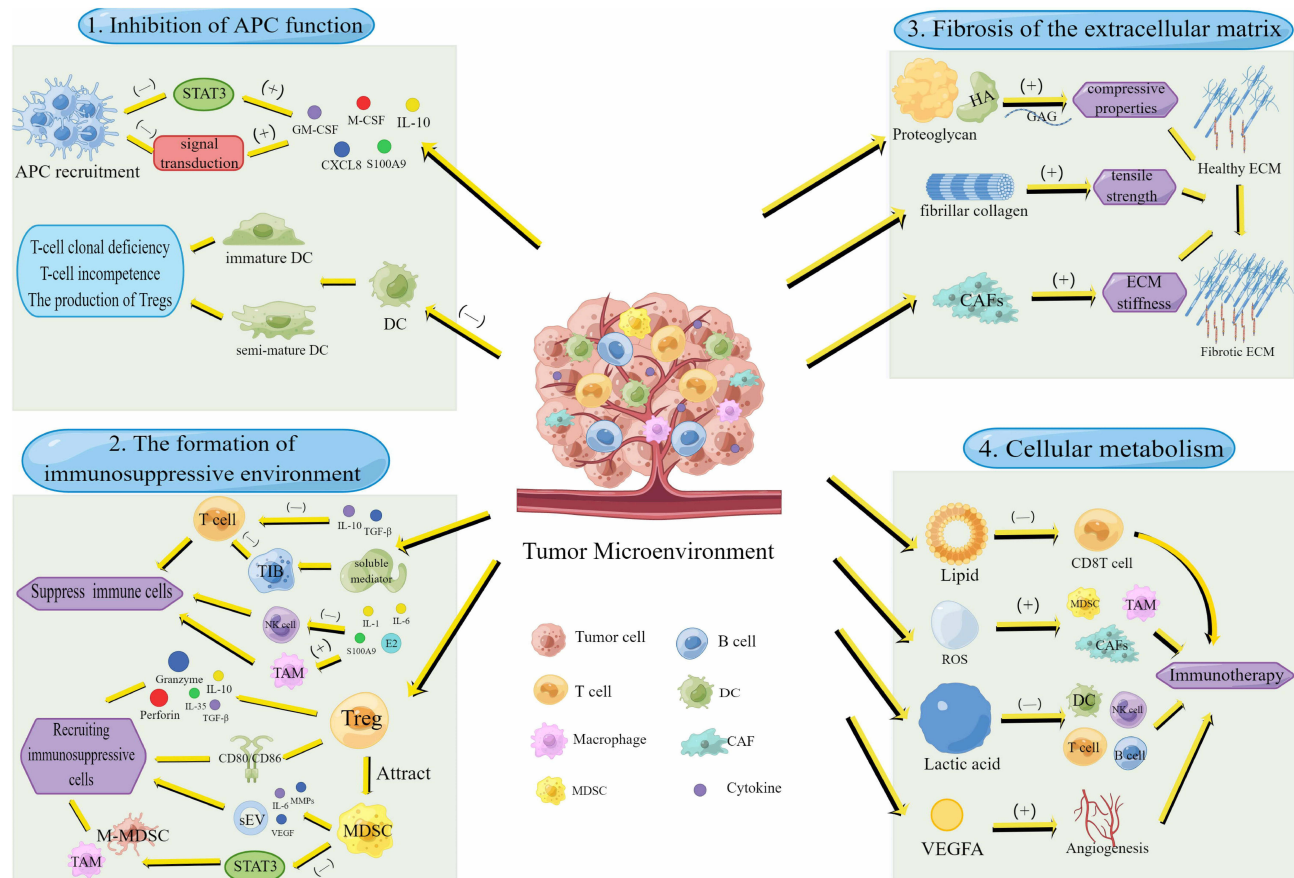 1. Inhibition of APC function
(—)
STAT3
(+)
M-CSF
IL-10
GM-CSF
(—)
signal
transduction
(+)
CXCL8
S100A9
APC recruitment
T-cell clonal deficiency
T-cell incompetence
The production of Tregs
immature DC
DC
semi-mature DC
(—)
2. The formation of
immunosuppressive environment
T cell
(—)
IL-10
TGF-β
(—)
TIB
soluble
mediator
Suppress immune cells
NK cell
(—)
IL-1
IL-6
S100A9
E2
(+)
TAM
Granzyme
IL-10
Perforin
IL-35
TGF-β
Treg
Recruiting
immunosuppressive
cells
CD80/CD86
Attract
IL-6
MMPs
sEV
VEGF
MDSC
M-MDSC
TAM
STAT3
(—)
Tumor Microenvironment
Tumor cell
B cell
T cell
DC
Macrophage
CAF
MDSC
Cytokine
3. Fibrosis of the extracellular matrix
HA
(+)
GAG
compressive
properties
Proteoglycan
Healthy ECM
(+)
tensile
strength
fibrillar collagen
CAFs
(+)
ECM
stiffness
Fibrotic ECM
4. Cellular metabolism
(—)
Lipid
CD8T cell
(+)
MDSC
TAM
CAFs
ROS
Immunotherapy
(—)
DC
NK cell
T cell
B cell
Lactic acid
(+)
VEGFA
Angiogenesis